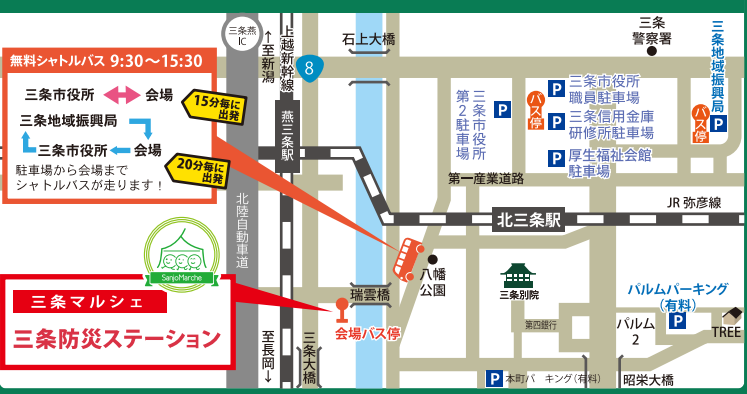 無料シャトルバス 9:30～15:30
三条市役所 会場
15分毎に
出発
三条地域振興局
三条市役所 会場
20分毎に
出発
駐車場から会場まで
シャトルバスが走ります！
SanjoMarche
三条マルシェ
三条防災ステーション
三条燕
IC
↑至新潟
上越新幹線
8
燕三条駅
北陸自動車道
至長岡↓
三条大橋
石上大橋
瑞雲橋
会場バス停
八幡
公園
三条
警察署
三条地域振興局
P
バス停
三条市役所
第2駐車場
P
バス停
P
三条市役所
職員駐車場
P
三条信用金庫
研修所駐車場
P
厚生福祉会館
駐車場
第一産業道路
JR 弥彦線
北三条駅
三条別院
第四銀行
パルムパーキング
(有料)
P
パルム
2
TREE
P
本町パ キング(有料)
昭栄大橋